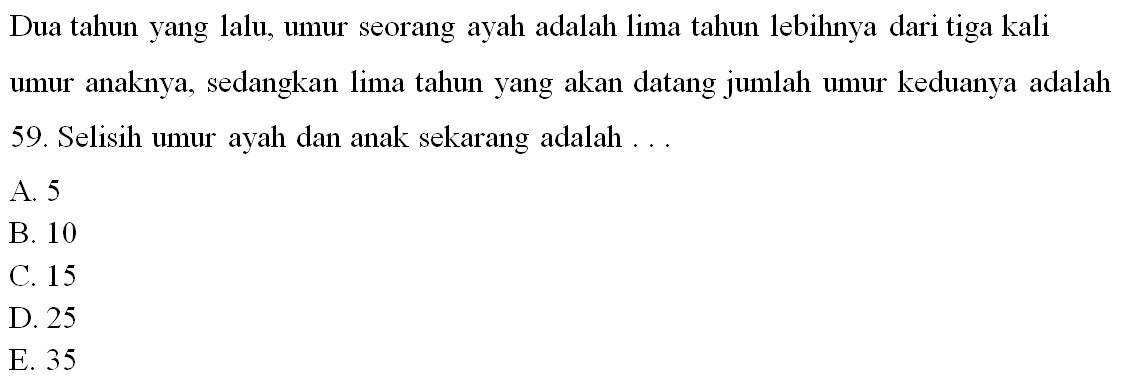 Dua tahun yang lalu, umur seorang ayah adalah lima tahun lebihnya dari tiga kali
umur anaknya, sedangkan lima tahun yang akan datang jumlah umur keduanya adalah
59. Selisih umur ayah dan anak sekarang adalah . . .
A. 5
B. 10
C. 15
D. 25
E. 35